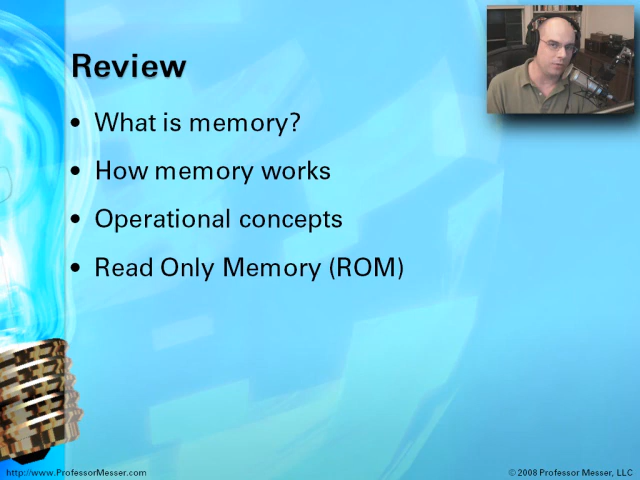 Review
• What is memory?
• How memory works
• Operational concepts
• Read Only Memory (ROM)
http://www.ProfessorMesser.com
© 2008 Professor Messer, LLC